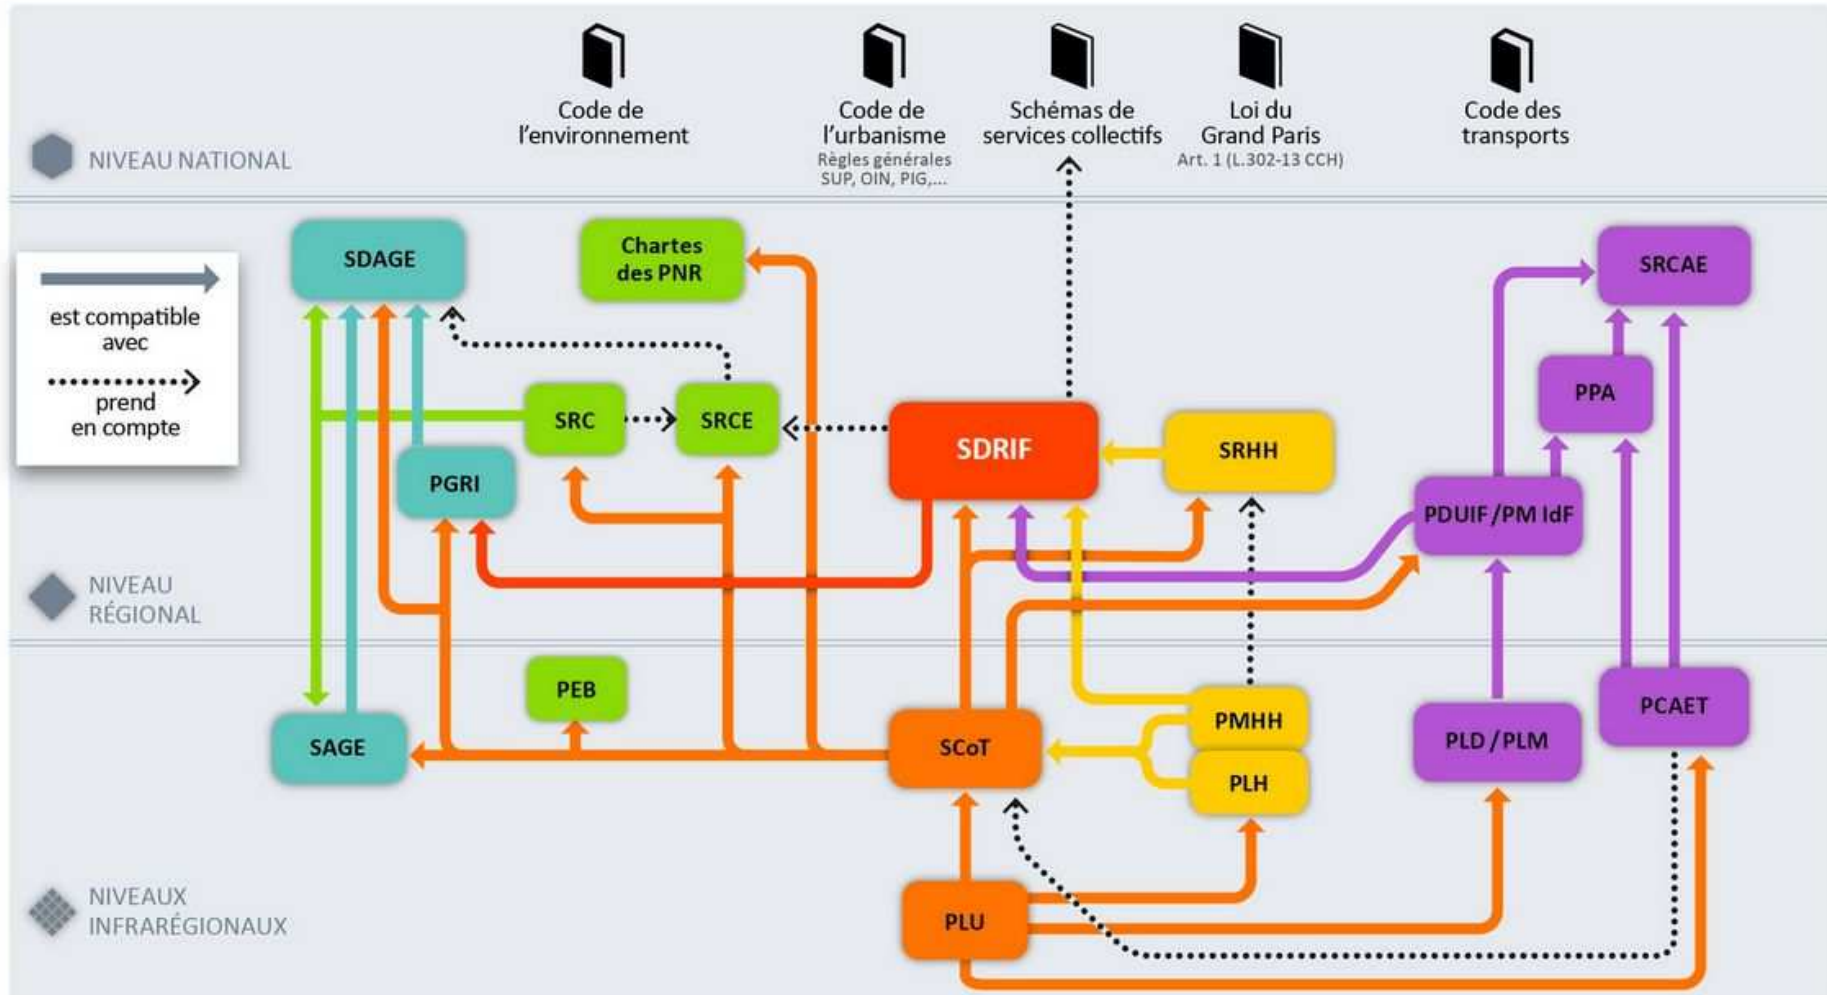 Code de
l'environnement
Code de
l'urbanisme
Règles générales
SUP, OIN, PIG,...
Schémas de
services collectifs
Loi du
Grand Paris
Art. 1 (L.302-13 CCH)
Code des
transports
NIVEAU NATIONAL
SDAGE
Chartes
des PNR
SRCAE
est compatible
avec
prend
en compte
PPA
SRC
SRCE
SDRIF
SRHH
PGRI
PDUIF/PM IdF
NIVEAU
RÉGIONAL
PEB
SAGE
SCoT
PMHH
PLH
PLD / PLM
PCAET
PLU
NIVEAUX
INFRARÉGIONAUX